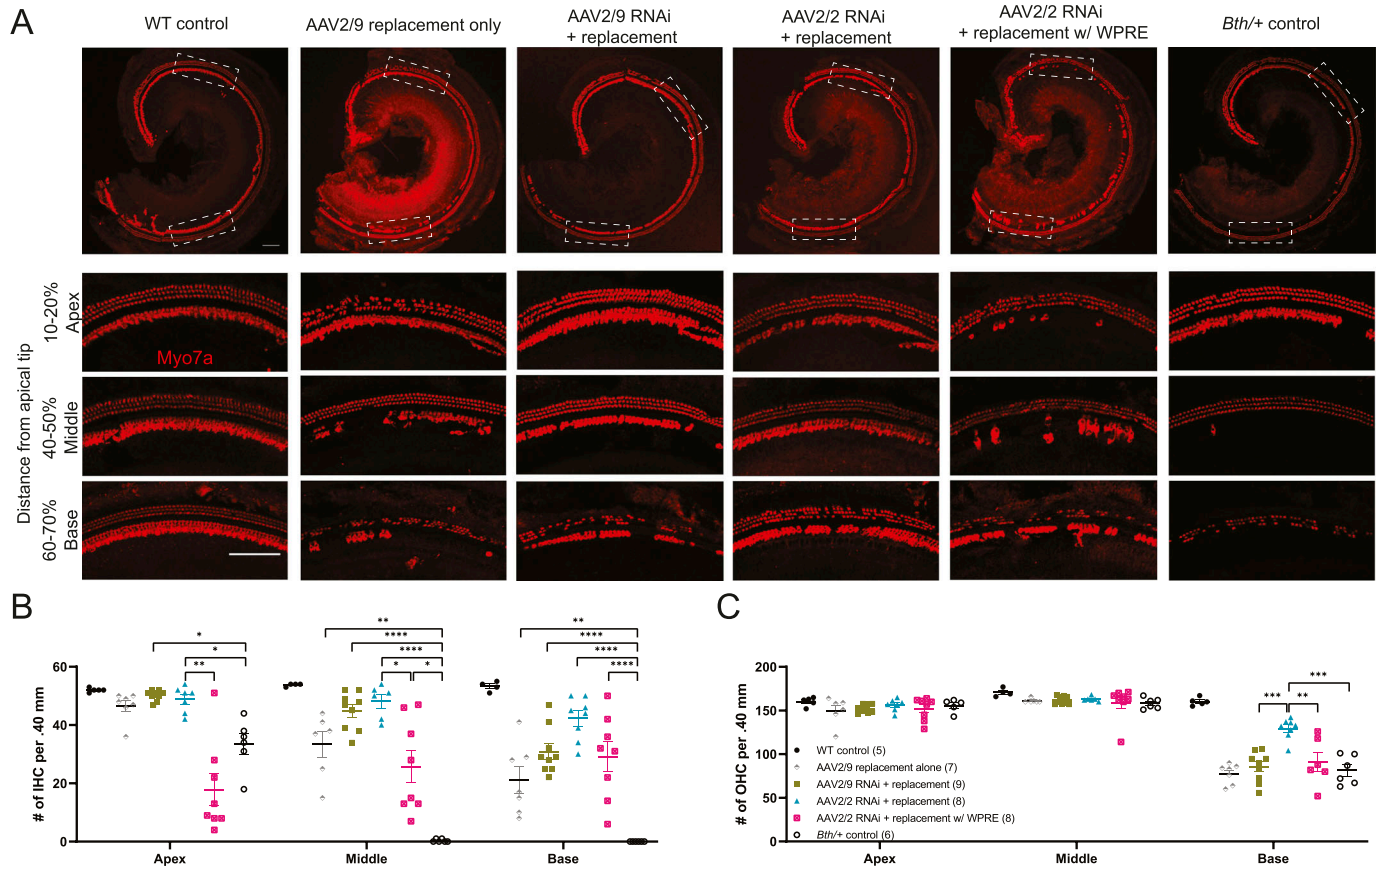 A
WT control
AAV2/9 replacement only
AAV2/9 RNAi
+ replacement
AAV2/2 RNAi
+ replacement
AAV2/2 RNAi
+ replacement w/ WPRE
Bth/+ control
Distance from apical tip
10-20%
Apex
Myo7a
40-50%
Middle
60-70%
Base
B
# of IHC per .40 mm
60
40
20
0
Apex
Middle
Base
*
*
**
**
****
****
*
*
**
****
****
****
C
# of OHC per .40 mm
200
150
100
50
0
***
***
**
WT control (5)
AAV2/9 replacement alone (7)
AAV2/9 RNAi + replacement (9)
AAV2/2 RNAi + replacement (8)
AAV2/2 RNAi + replacement w/ WPRE (8)
Bth/+ control (6)
Apex
Middle
Base